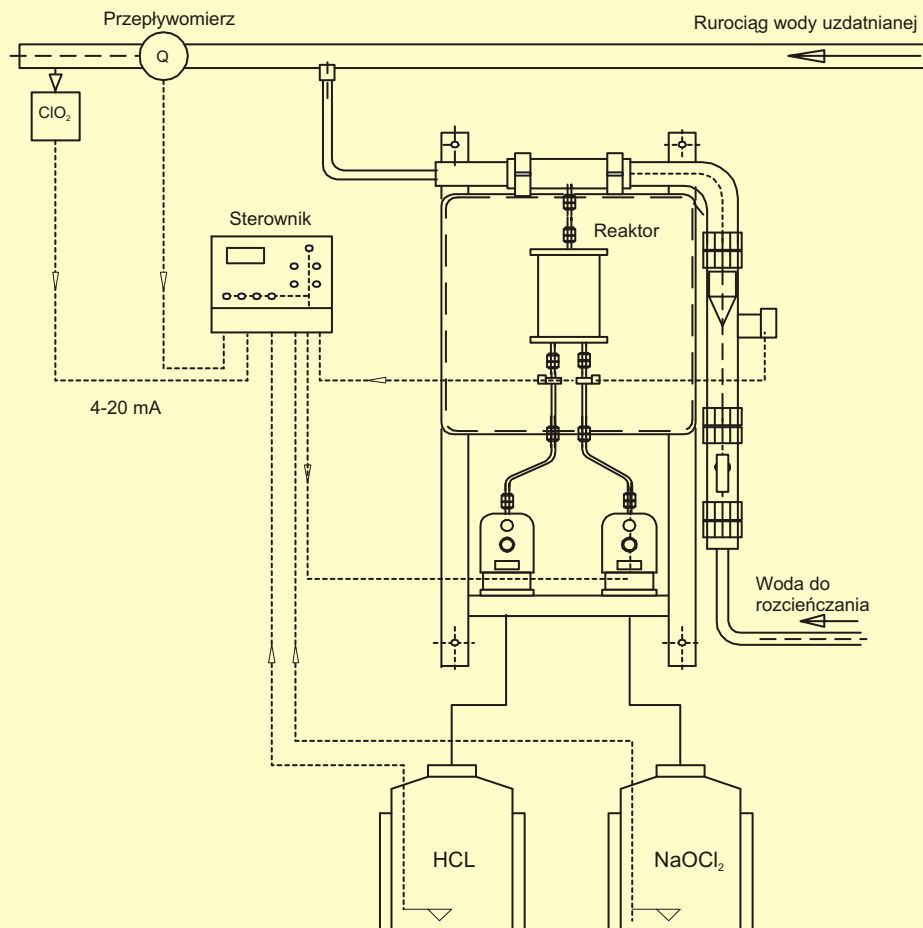 Przepływomierz
Rurociąg wody uzdatnianej
Q
ClO₂
Sterownik
Reaktor
4-20 mA
Woda do
rozcieńczania
HCL
NaOCl₂